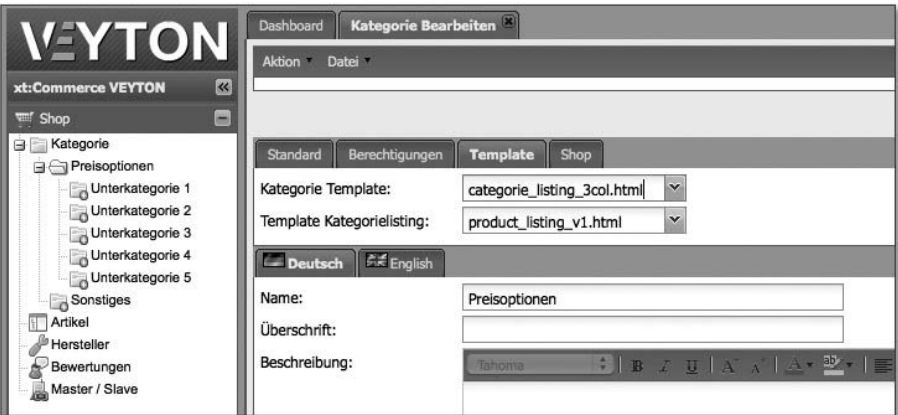 VEYTON
xt:Commerce VEYTON
Shop
Kategorie
Preisoptionen
Unterkategorie 1
Unterkategorie 2
Unterkategorie 3
Unterkategorie 4
Unterkategorie 5
Sonstiges
Artikel
Hersteller
Bewertungen
Master / Slave
Dashboard
Kategorie Bearbeiten
Aktion
Datei
Standard
Berechtigungen
Template
Shop
Kategorie Template:
categorie_listing_3col.html
Template Kategorielisting:
product_listing_v1.html
Deutsch
English
Name:
Preisoptionen
Überschrift:
Beschreibung:
Tahoma
B I U A A A ab